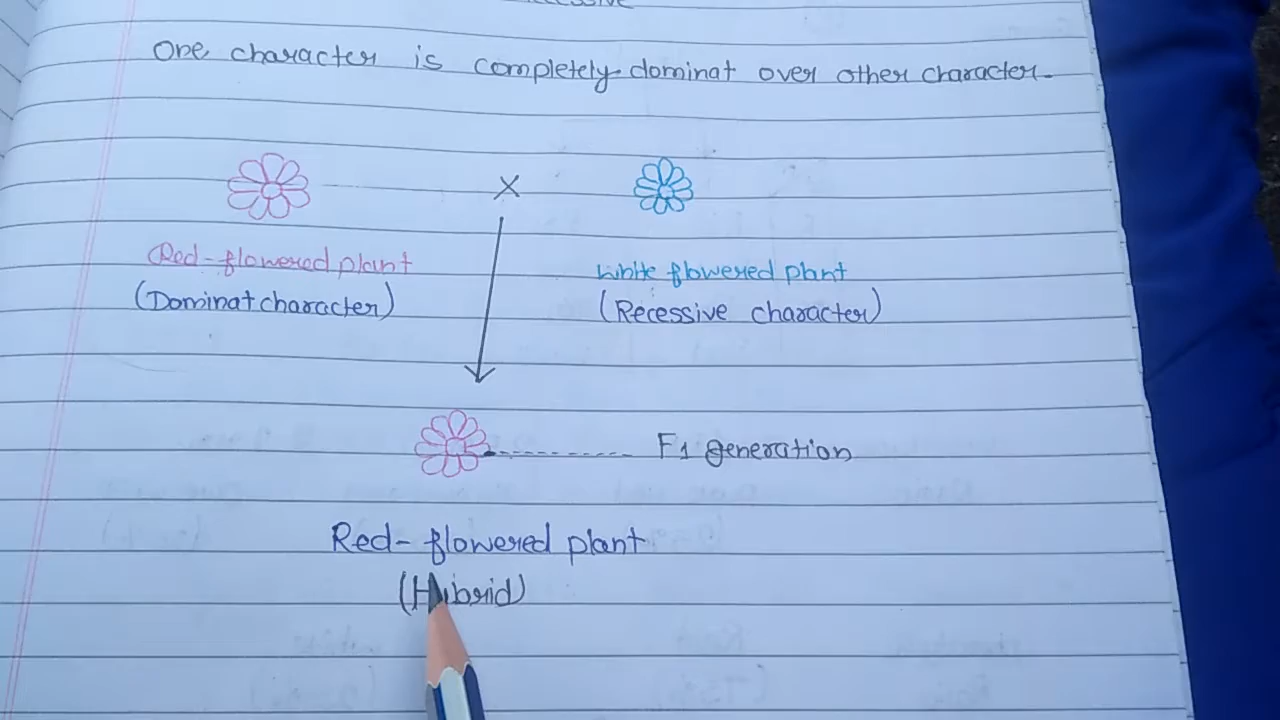 One character is completely dominat over other character.
X
Red-flowered plant
White flowered plant
(Dominat character)
(Recessive character)
F1 generation
Red-flowered plant
(Hybrid)